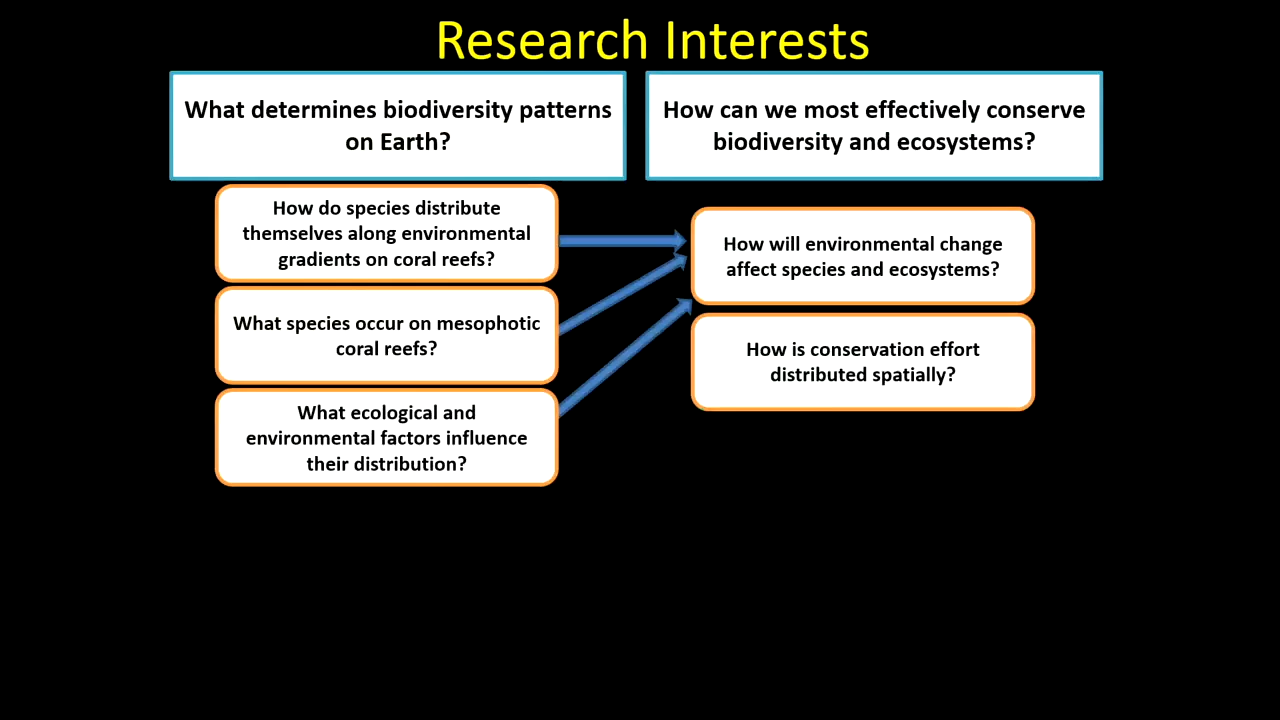 Research Interests
What determines biodiversity patterns
on Earth?
How can we most effectively conserve
biodiversity and ecosystems?
How do species distribute
themselves along environmental
gradients on coral reefs?
What species occur on mesophotic
coral reefs?
What ecological and
environmental factors influence
their distribution?
How will environmental change
affect species and ecosystems?
How is conservation effort
distributed spatially?